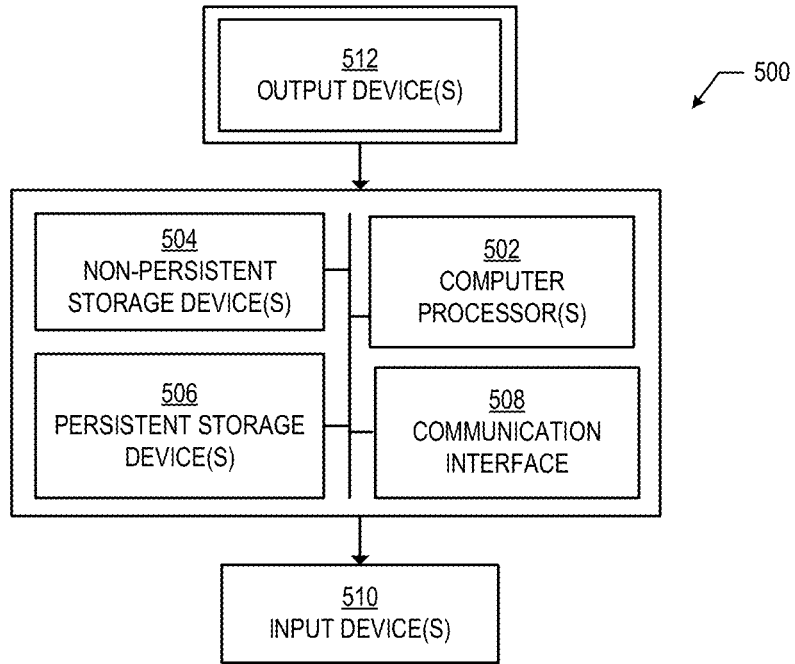 512
OUTPUT DEVICE(S)
500
504
NON-PERSISTENT
STORAGE DEVICE(S)
502
COMPUTER
PROCESSOR(S)
506
PERSISTENT STORAGE
DEVICE(S)
508
COMMUNICATION
INTERFACE
510
INPUT DEVICE(S)